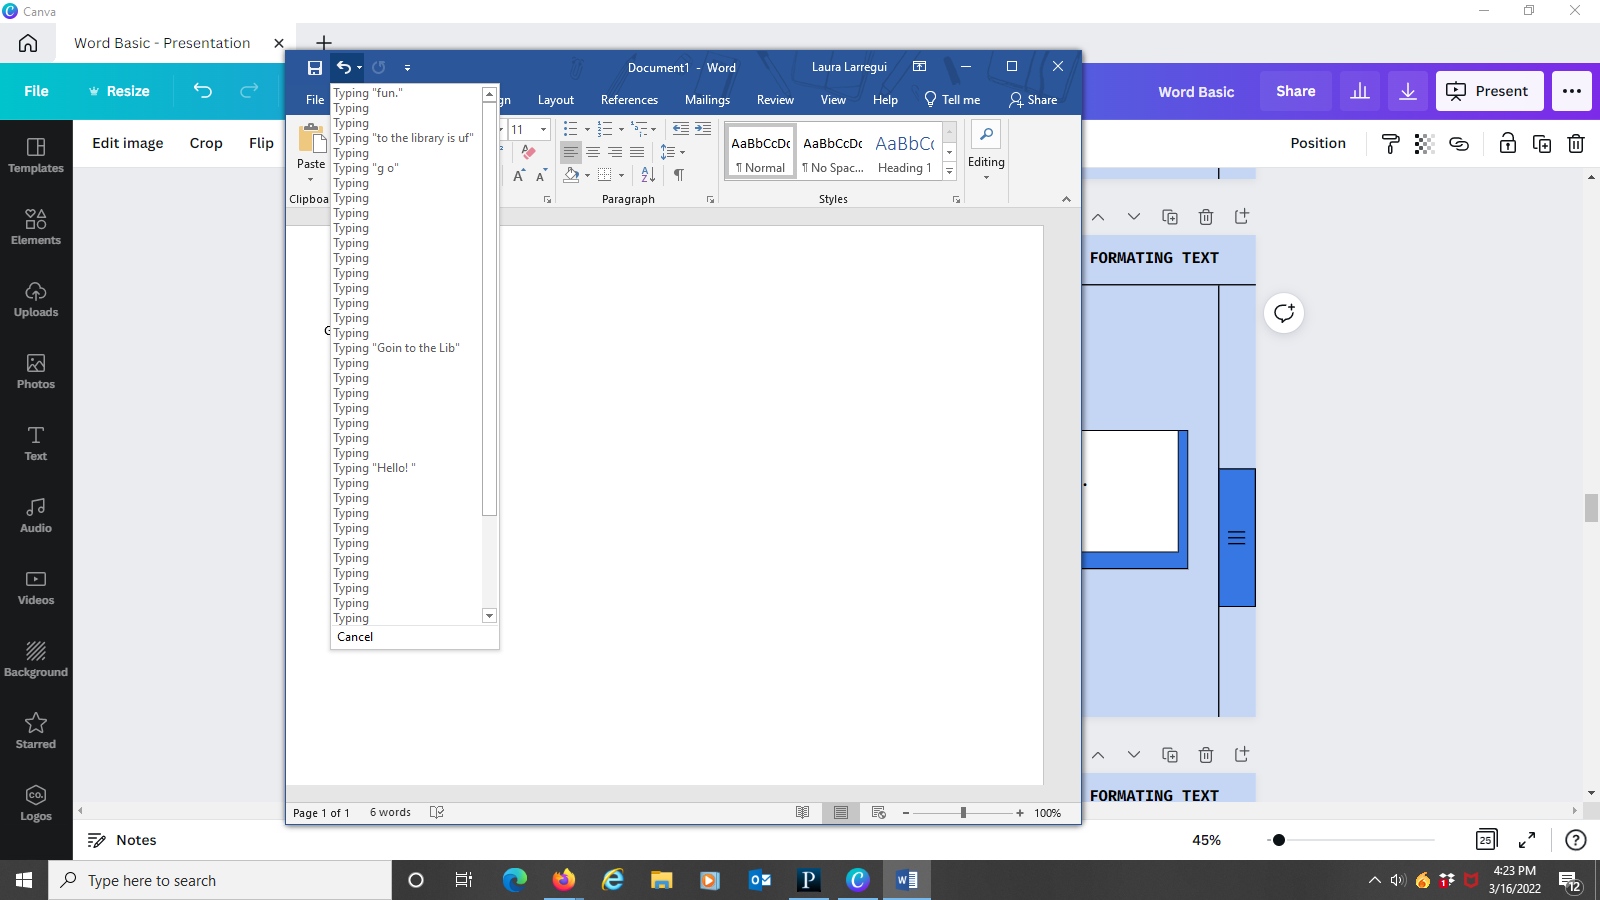 Canva
Word Basic - Presentation
File
Resize
Word Basic
Share
Present
Edit image
Crop
Flip
Position
Templates
Elements
Uploads
Photos
Text
Audio
Videos
Background
Starred
CO.
Logos
Document1 - Word
Laura Larregui
File
gn
Layout
References
Mailings
Review
View
Help
Tell me
Share
Paste
Clipboa
11
Paragraph
AaBbCcDc
¶ Normal
AaBbCcDc
¶ No Spac...
AaBbCc
Heading 1
Styles
Editing
Typing "fun."
Typing
Typing
Typing "to the library is uf"
Typing
Typing "g o"
Typing
Typing
Typing
Typing
Typing
Typing
Typing
Typing
Typing
Typing
Typing
Typing "Goin to the Lib"
Typing
Typing
Typing
Typing
Typing
Typing
Typing
Typing "Hello! "
Typing
Typing
Typing
Typing
Typing
Typing
Typing
Typing
Typing
Typing
Cancel
Page 1 of 1
6 words
100%
FORMATING TEXT
FORMATING TEXT
Notes
45%
25
Type here to search
4:23 PM
3/16/2022
12